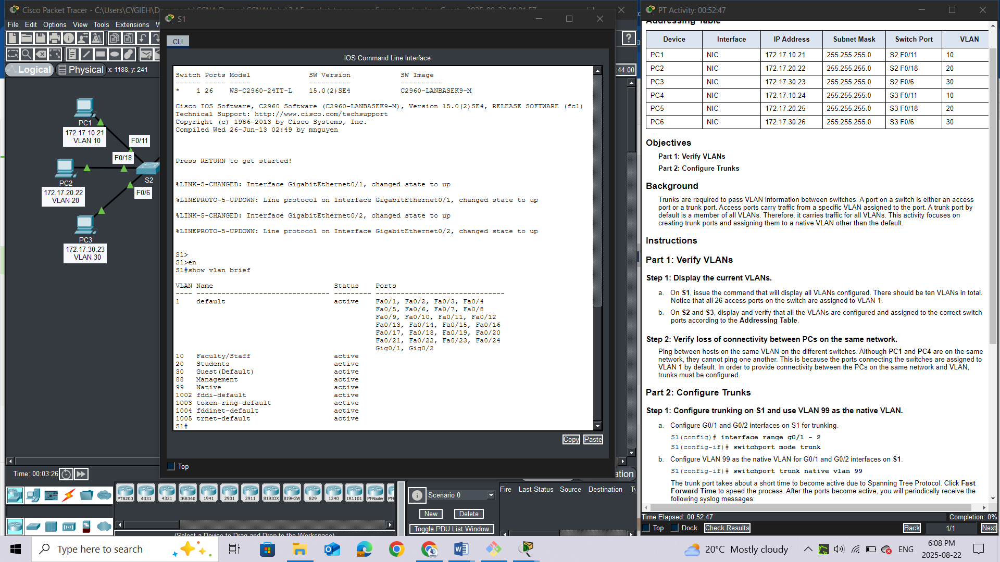 Cisco Packet Tracer - C:\Users\CYGIEH\
File Edit Options View Tools Extensions
Logical Physical x: 1188, y: 241
PC1
172.17.10.21
VLAN 10
F0/11
F0/18
PC2
172.17.20.22
VLAN 20
S2
F0/6
PC3
172.17.30.23
VLAN 30
S1
CLI
IOS Command Line Interface
Switch Ports Model SW Version SW Image
------ ----- ----- ---------- ----------
* 1 26 WS-C2960-24TT-L 15.0(2)SE4 C2960-LANBASEK9-M
Cisco IOS Software, C2960 Software (C2960-LANBASEK9-M), Version 15.0(2)SE4, RELEASE SOFTWARE (fc1)
Technical Support: http://www.cisco.com/techsupport
Copyright (c) 1986-2013 by Cisco Systems, Inc.
Compiled Wed 26-Jun-13 02:49 by mnguyen
Press RETURN to get started!
%LINK-5-CHANGED: Interface GigabitEthernet0/1, changed state to up
%LINEPROTO-5-UPDOWN: Line protocol on Interface GigabitEthernet0/1, changed state to up
%LINK-5-CHANGED: Interface GigabitEthernet0/2, changed state to up
%LINEPROTO-5-UPDOWN: Line protocol on Interface GigabitEthernet0/2, changed state to up
S1>
S1>en
S1#show vlan brief
VLAN Name Status Ports
---- -------------------------------- --------- -------------------------------
1 default active Fa0/1, Fa0/2, Fa0/3, Fa0/4
Fa0/5, Fa0/6, Fa0/7, Fa0/8
Fa0/9, Fa0/10, Fa0/11, Fa0/12
Fa0/13, Fa0/14, Fa0/15, Fa0/16
Fa0/17, Fa0/18, Fa0/19, Fa0/20
Fa0/21, Fa0/22, Fa0/23, Fa0/24
Gig0/1, Gig0/2
10 Faculty/Staff active
20 Students active
30 Guest(Default) active
88 Management active
99 Native active
1002 fddi-default active
1003 token-ring-default active
1004 fddinet-default active
1005 trnet-default active
S1#
Copy Paste
Top
?
:44:00
Time: 00:03:26
ation
PT8200 4331 4321 IR8340 1941 2901 2911 819IOX 819HGW 829 1240 IR1101 PT-Router
(Select a Device to Drag and Drop to the Workspace)
Scenario 0
New Delete
Toggle PDU List Window
Fire Last Status Source Destination
PT Activity: 00:52:47
Addressing Table
Device Interface IP Address Subnet Mask Switch Port VLAN
PC1 NIC 172.17.10.21 255.255.255.0 S2 F0/11 10
PC2 NIC 172.17.20.22 255.255.255.0 S2 F0/18 20
PC3 NIC 172.17.30.23 255.255.255.0 S2 F0/6 30
PC4 NIC 172.17.10.24 255.255.255.0 S3 F0/11 10
PC5 NIC 172.17.20.25 255.255.255.0 S3 F0/18 20
PC6 NIC 172.17.30.26 255.255.255.0 S3 F0/6 30
Objectives
Part 1: Verify VLANs
Part 2: Configure Trunks
Background
Trunks are required to pass VLAN information between switches. A port on a switch is either an access
port or a trunk port. Access ports carry traffic from a specific VLAN assigned to the port. A trunk port by
default is a member of all VLANs. Therefore, it carries traffic for all VLANs. This activity focuses on
creating trunk ports and assigning them to a native VLAN other than the default.
Instructions
Part 1: Verify VLANs
Step 1: Display the current VLANs.
a. On S1, issue the command that will display all VLANs configured. There should be ten VLANs in total.
Notice that all 26 access ports on the switch are assigned to VLAN 1.
b. On S2 and S3, display and verify that all the VLANs are configured and assigned to the correct switch
ports according to the Addressing Table.
Step 2: Verify loss of connectivity between PCs on the same network.
Ping between hosts on the same VLAN on the different switches. Although PC1 and PC4 are on the same
network, they cannot ping one another. This is because the ports connecting the switches are assigned to
VLAN 1 by default. In order to provide connectivity between the PCs on the same network and VLAN,
trunks must be configured.
Part 2: Configure Trunks
Step 1: Configure trunking on S1 and use VLAN 99 as the native VLAN.
a. Configure G0/1 and G0/2 interfaces on S1 for trunking.
S1(config)# interface range g0/1 - 2
S1(config-if)# switchport mode trunk
b. Configure VLAN 99 as the native VLAN for G0/1 and G0/2 interfaces on S1.
S1(config-if)# switchport trunk native vlan 99
The trunk port takes about a short time to become active due to Spanning Tree Protocol. Click Fast
Forward Time to speed the process. After the ports become active, you will periodically receive the
following syslog messages:
Time Elapsed: 00:52:47 Completion: 0%
Top Dock Check Results Back 1/1 Next
Type here to search
20°C Mostly cloudy
ENG
6:08 PM
2025-08-22